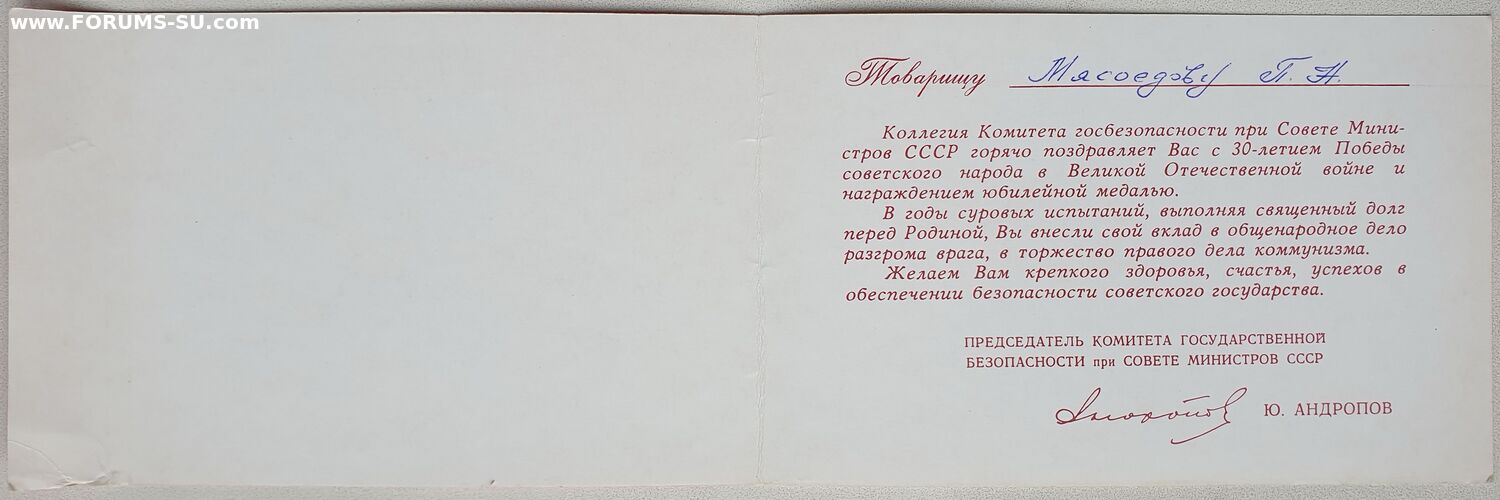 www.FORUMS-SU.com
Товарищу Мясоедову П. Н.
Коллегия Комитета госбезопасности при Совете Мини-
стров СССР горячо поздравляет Вас с 30-летием Победы
советского народа в Великой Отечественной войне и
награждением юбилейной медалью.
В годы суровых испытаний, выполняя священный долг
перед Родиной, Вы внесли свой вклад в общенародное дело
разгрома врага, в торжество правого дела коммунизма.
Желаем Вам крепкого здоровья, счастья, успехов в
обеспечении безопасности советского государства.
ПРЕДСЕДАТЕЛЬ КОМИТЕТА ГОСУДАРСТВЕННОЙ
БЕЗОПАСНОСТИ при СОВЕТЕ МИНИСТРОВ СССР
Андропов Ю. АНДРОПОВ